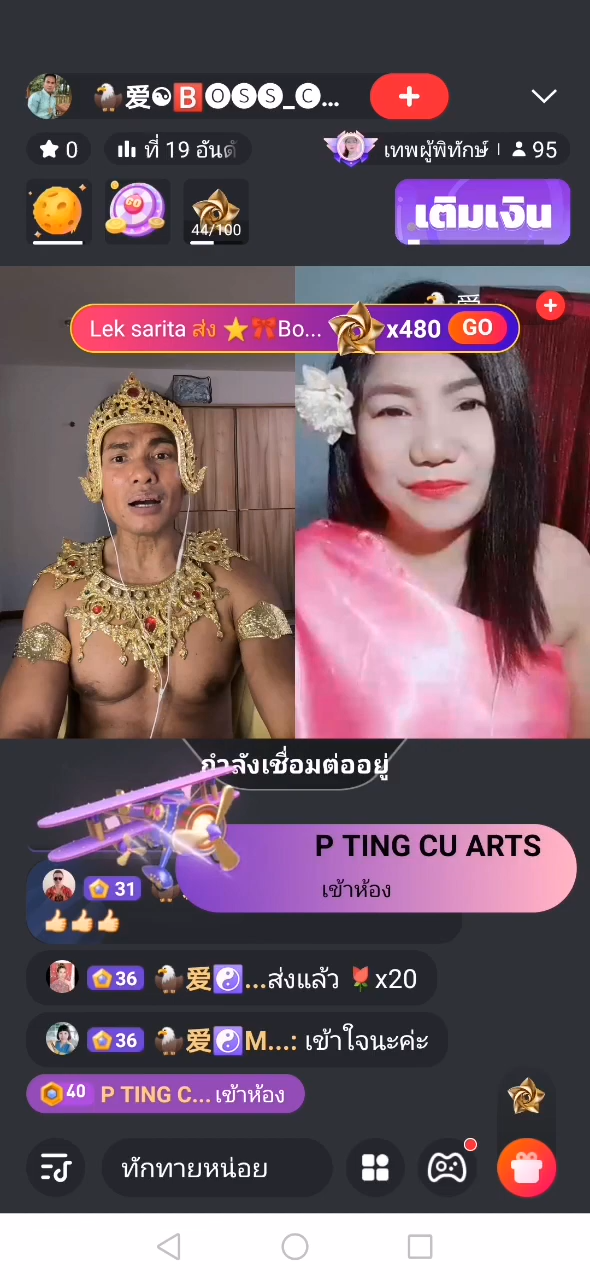 🦅爱☯🅱🅞🅢🅢_🅒...
0
ที่ 19 อันดั
เทพผู้พิทักษ์
95
GO
44/100
เติมเงิน
爱
Lek sarita ส่ง ⭐🎀Bo... x480 GO
กำลังเชื่อมต่ออยู่
P TING CU ARTS
เข้าห้อง
31
👍🏻👍🏻👍🏻
36 🦅爱☯...ส่งแล้ว 🌷x20
36 🦅爱☯M...: เข้าใจนะค่ะ
40 P TING C... เข้าห้อง
ทักทายหน่อย